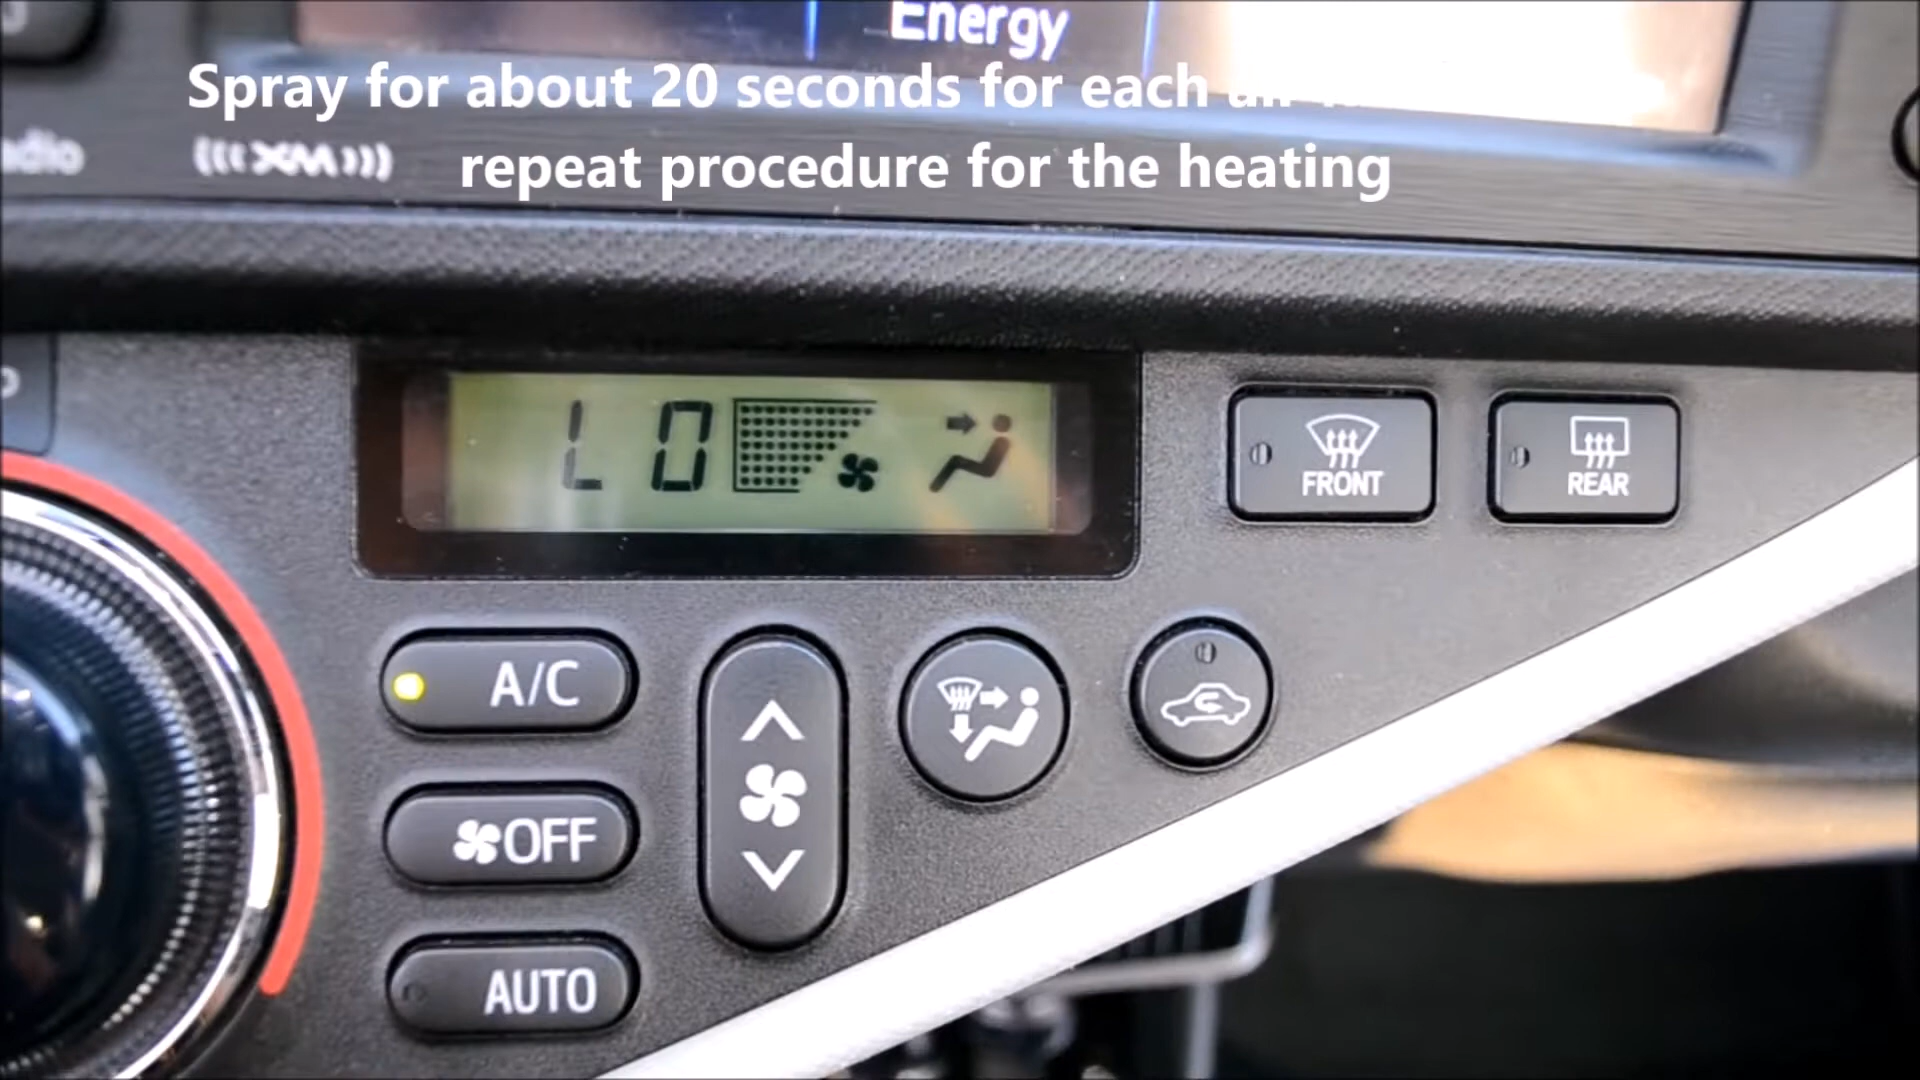 Energy
Spray for about 20 seconds for each air
repeat procedure for the heating
adio
((( XM )))
LO
FRONT
REAR
A/C
OFF
AUTO